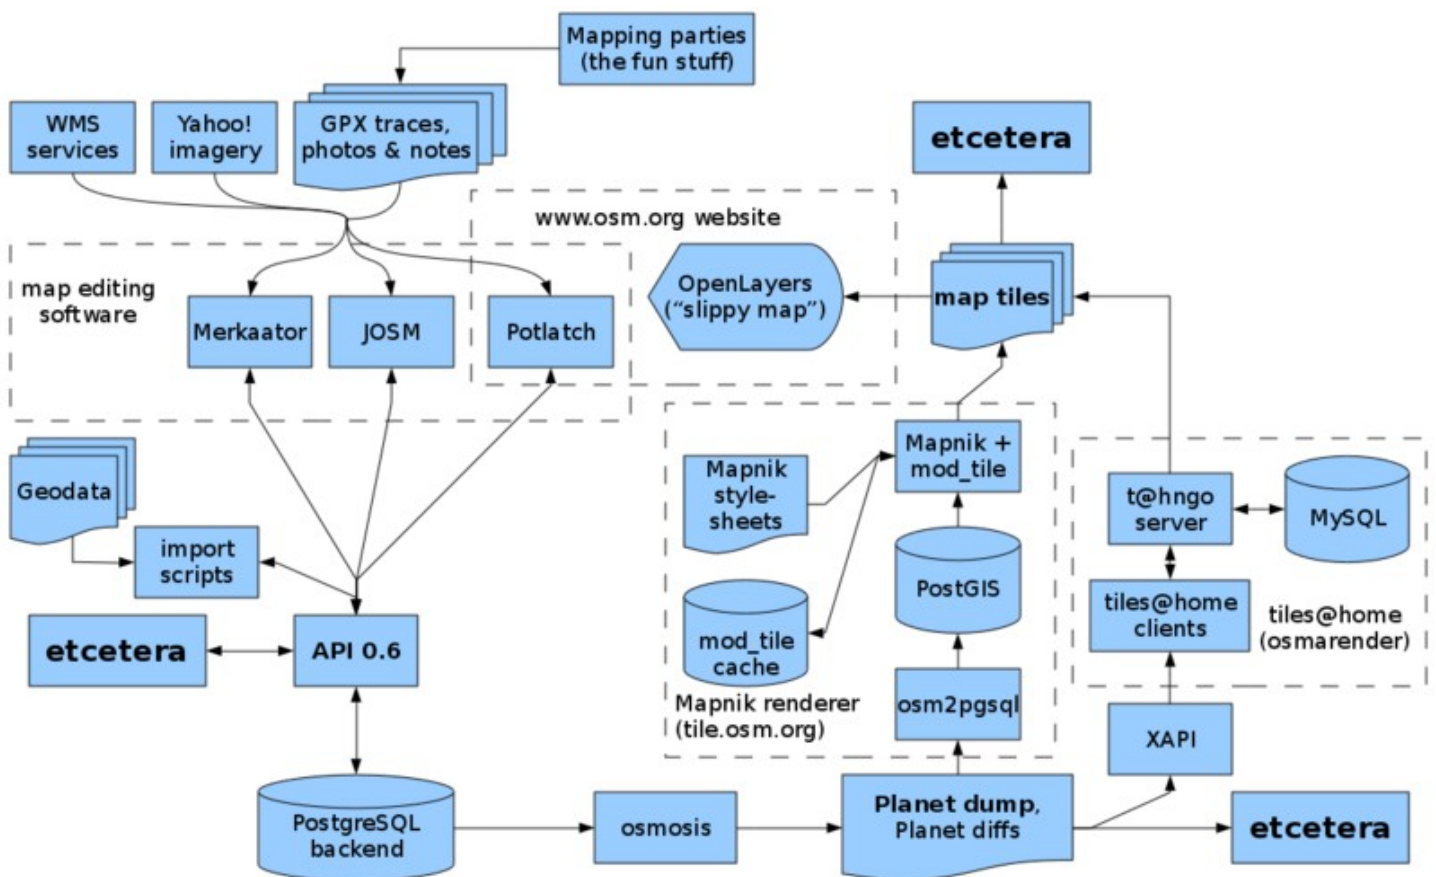 Mapping parties
(the fun stuff)
WMS
services
Yahoo!
imagery
GPX traces,
photos & notes
etcetera
www.osm.org website
map editing
software
OpenLayers
(“slippy map”)
map tiles
Merkaator
JOSM
Potlatch
Geodata
import
scripts
Mapnik
style-
sheets
Mapnik +
mod_tile
t@hngo
server
MySQL
PostGIS
tiles@home
clients
tiles@home
(osmarender)
etcetera
API 0.6
mod_tile
cache
Mapnik renderer
(tile.osm.org)
osm2pgsql
XAPI
PostgreSQL
backend
osmosis
Planet dump,
Planet diffs
etcetera